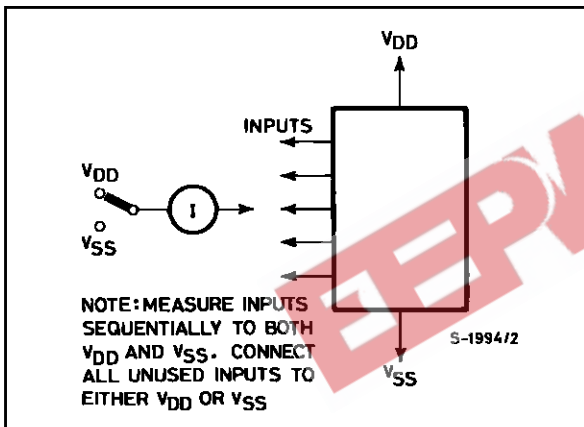 VDD
INPUTS
VDD
I
VSS
NOTE: MEASURE INPUTS
SEQUENTIALLY TO BOTH
VDD AND VSS. CONNECT
ALL UNUSED INPUTS TO
EITHER VDD OR VSS
S-1994/2
VSS
EEPW